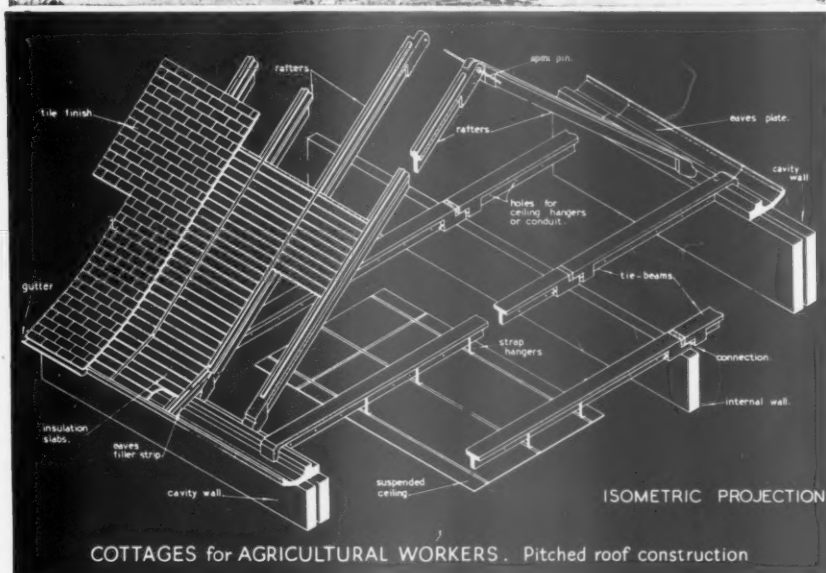 rafters
apex pin.
tile finish
rafters
eaves plate.
cavity
wall
holes for
ceiling hangers
or conduit.
gutter
tie-beams
strap
hangers
connection.
internal wall.
insulation
slabs.
eaves
filler strip.
cavity wall.
suspended
ceiling
ISOMETRIC PROJECTION
COTTAGES for AGRICULTURAL WORKERS. Pitched roof construction